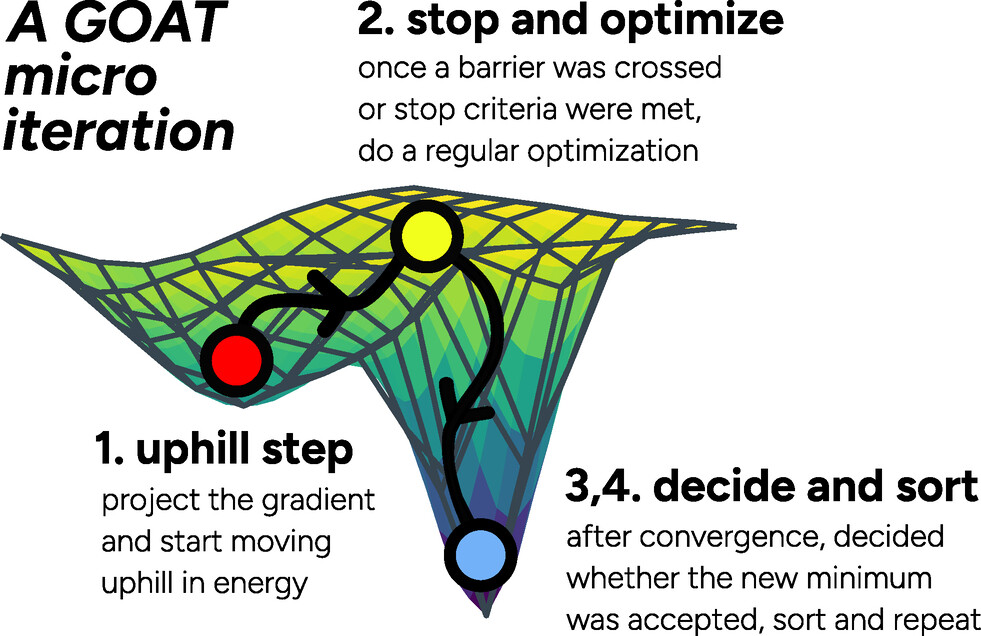 A GOAT
micro
iteration
2. stop and optimize
once a barrier was crossed
or stop criteria were met,
do a regular optimization
1. uphill step
project the gradient
and start moving
uphill in energy
3,4. decide and sort
after convergence, decided
whether the new minimum
was accepted, sort and repeat